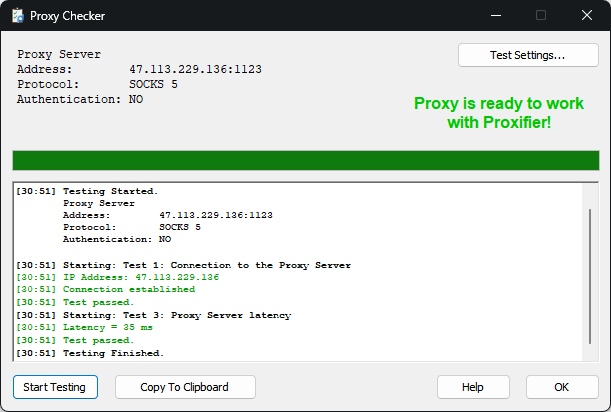 Proxy Checker
Proxy Server
Address: 47.113.229.136:1123
Protocol: SOCKS 5
Authentication: NO
Test Settings...
Proxy is ready to work
with Proxifier!
[30:51] Testing Started.
Proxy Server
Address: 47.113.229.136:1123
Protocol: SOCKS 5
Authentication: NO
[30:51] Starting: Test 1: Connection to the Proxy Server
[30:51] IP Address: 47.113.229.136
[30:51] Connection established
[30:51] Test passed.
[30:51] Starting: Test 3: Proxy Server latency
[30:51] Latency = 35 ms
[30:51] Test passed.
[30:51] Testing Finished.
Start Testing
Copy To Clipboard
Help
OK